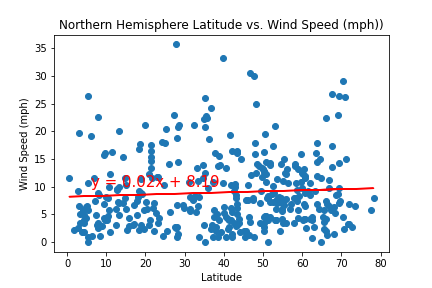 Northern Hemisphere Latitude vs. Wind Speed (mph))
35
30
25
20
15
10
5
0
Wind Speed (mph)
y = 0.02x + 8.19
0 10 20 30 40 50 60 70 80
Latitude